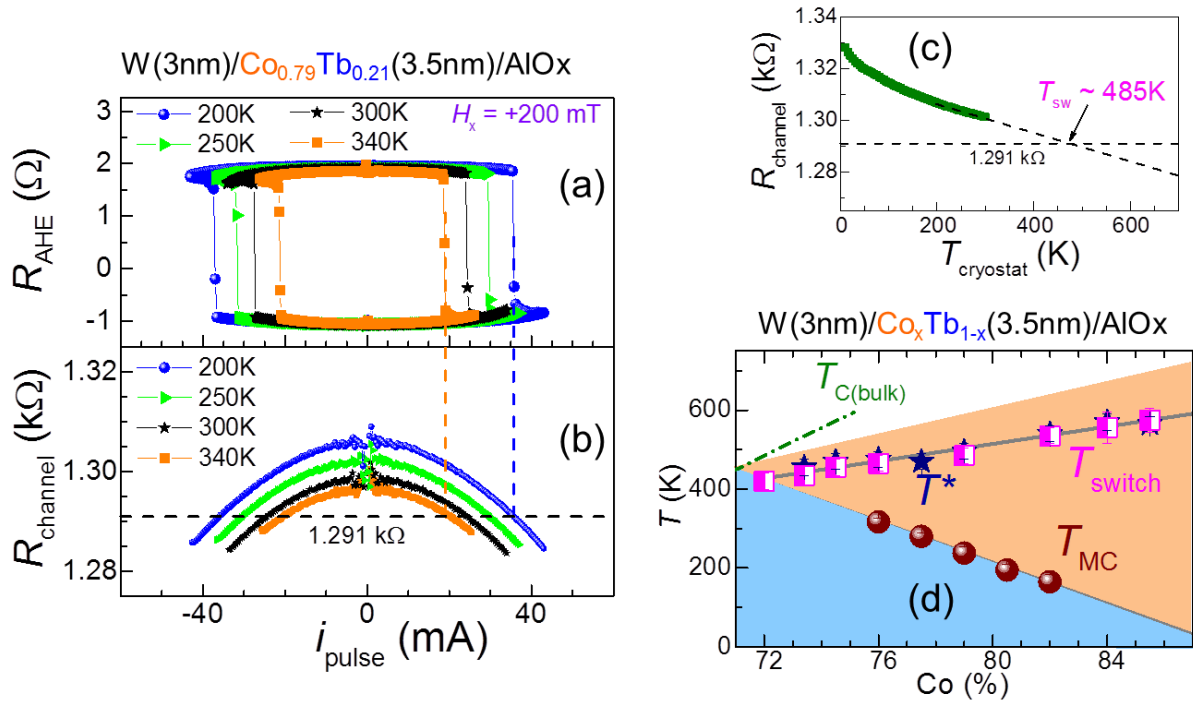 W(3nm)/Co0.79Tb0.21(3.5nm)/AlOx
200K
300K
Hx = +200 mT
250K
340K
(a)
RAHE (Ω)
3
2
1
0
-1
200K
250K
300K
340K
(b)
1.291 kΩ
Rchannel (kΩ)
1.32
1.30
1.28
-40
0
40
ipulse (mA)
(c)
Tsw ~ 485K
1.291 kΩ
Rchannel (kΩ)
1.34
1.32
1.30
1.28
0
200
400
600
Tcryostat (K)
W(3nm)/CoxTb1-x(3.5nm)/AlOx
TC(bulk)
T*
Tswitch
TMC
(d)
T (K)
600
400
200
0
72
76
80
84
Co (%)